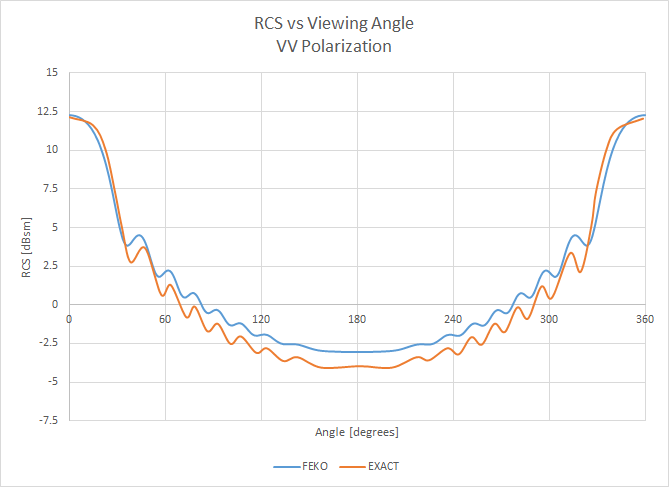 RCS vs Viewing Angle
VV Polarization
15
12.5
10
7.5
5
2.5
0
-2.5
-5
-7.5
RCS [dBsm]
0 60 120 180 240 300 360
Angle [degrees]
FEKO EXACT